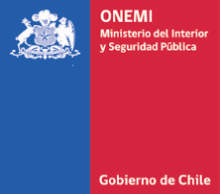 ONEMI
Ministerio del Interior
y Seguridad Pública
Gobierno de Chile